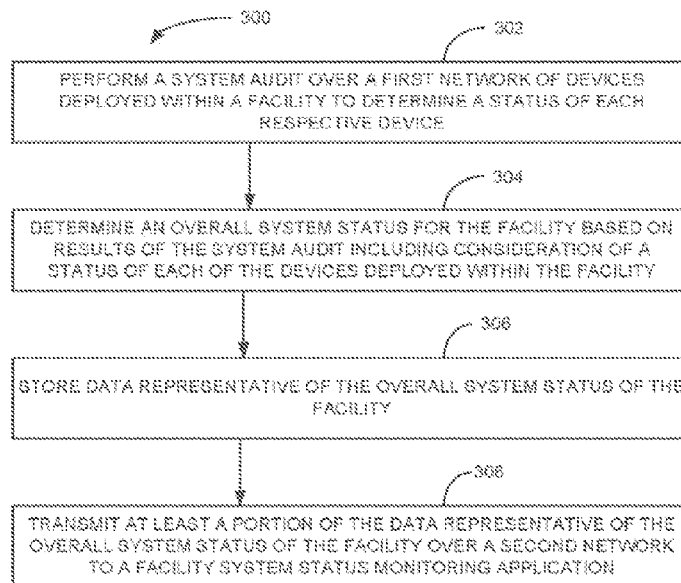 300
302
PERFORM A SYSTEM AUDIT OVER A FIRST NETWORK OF DEVICES
DEPLOYED WITHIN A FACILITY TO DETERMINE A STATUS OF EACH
RESPECTIVE DEVICE
304
DETERMINE AN OVERALL SYSTEM STATUS FOR THE FACILITY BASED ON
RESULTS OF THE SYSTEM AUDIT INCLUDING CONSIDERATION OF A
STATUS OF EACH OF THE DEVICES DEPLOYED WITHIN THE FACILITY
306
STORE DATA REPRESENTATIVE OF THE OVERALL SYSTEM STATUS OF THE
FACILITY
308
TRANSMIT AT LEAST A PORTION OF THE DATA REPRESENTATIVE OF THE
OVERALL SYSTEM STATUS OF THE FACILITY OVER A SECOND NETWORK
TO A FACILITY SYSTEM STATUS MONITORING APPLICATION